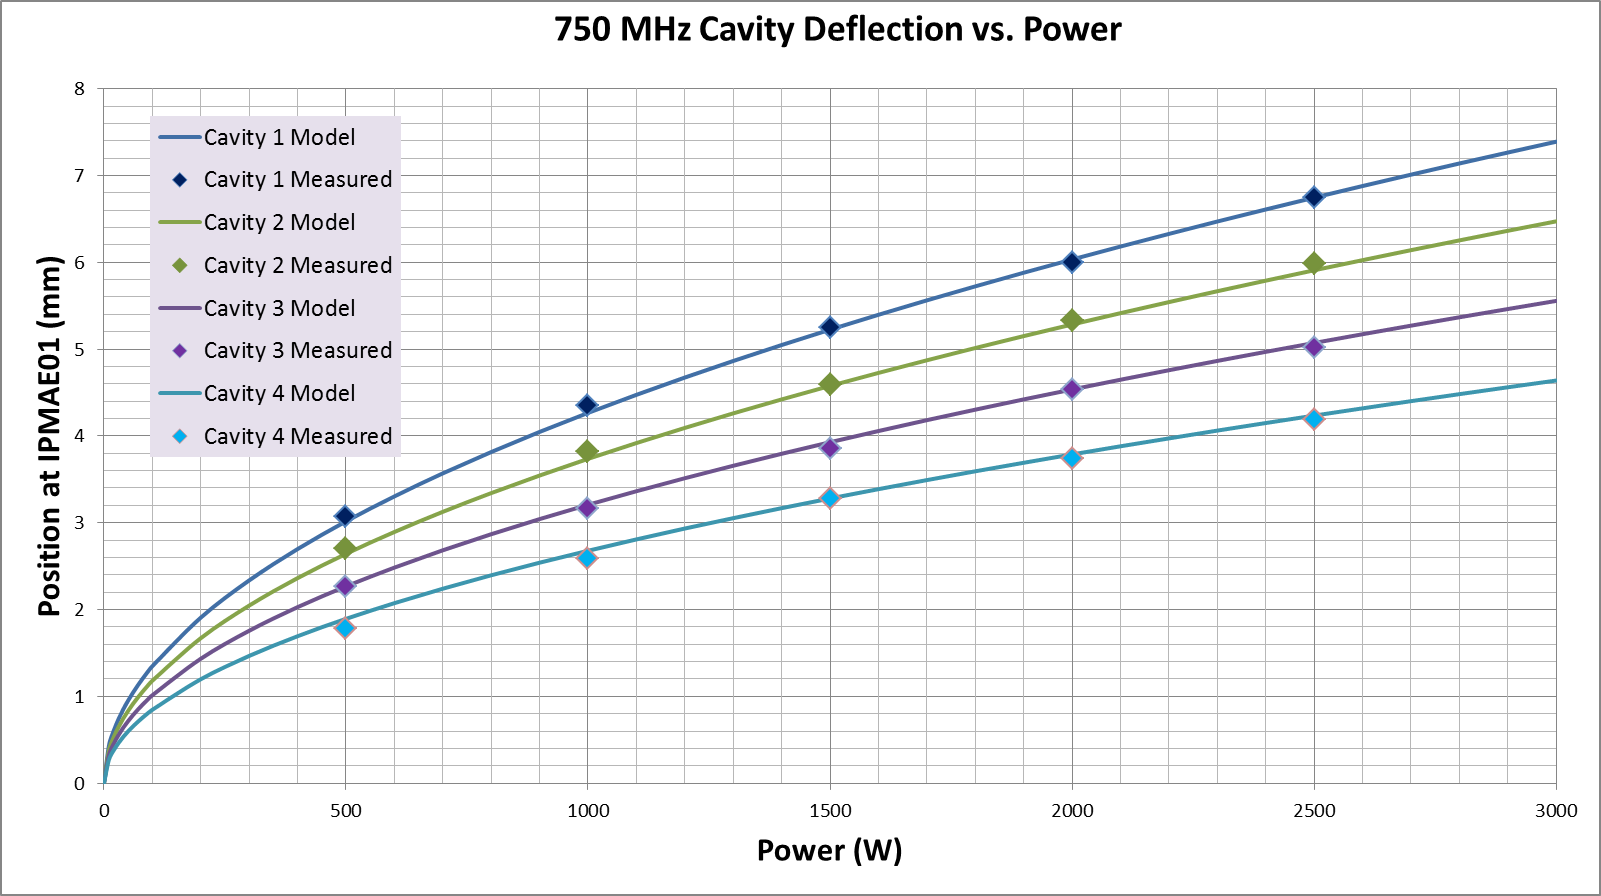 750 MHz Cavity Deflection vs. Power
Position at IPMAE01 (mm)
8
7
6
5
4
3
2
1
0
Cavity 1 Model
Cavity 1 Measured
Cavity 2 Model
Cavity 2 Measured
Cavity 3 Model
Cavity 3 Measured
Cavity 4 Model
Cavity 4 Measured
0 500 1000 1500 2000 2500 3000
Power (W)